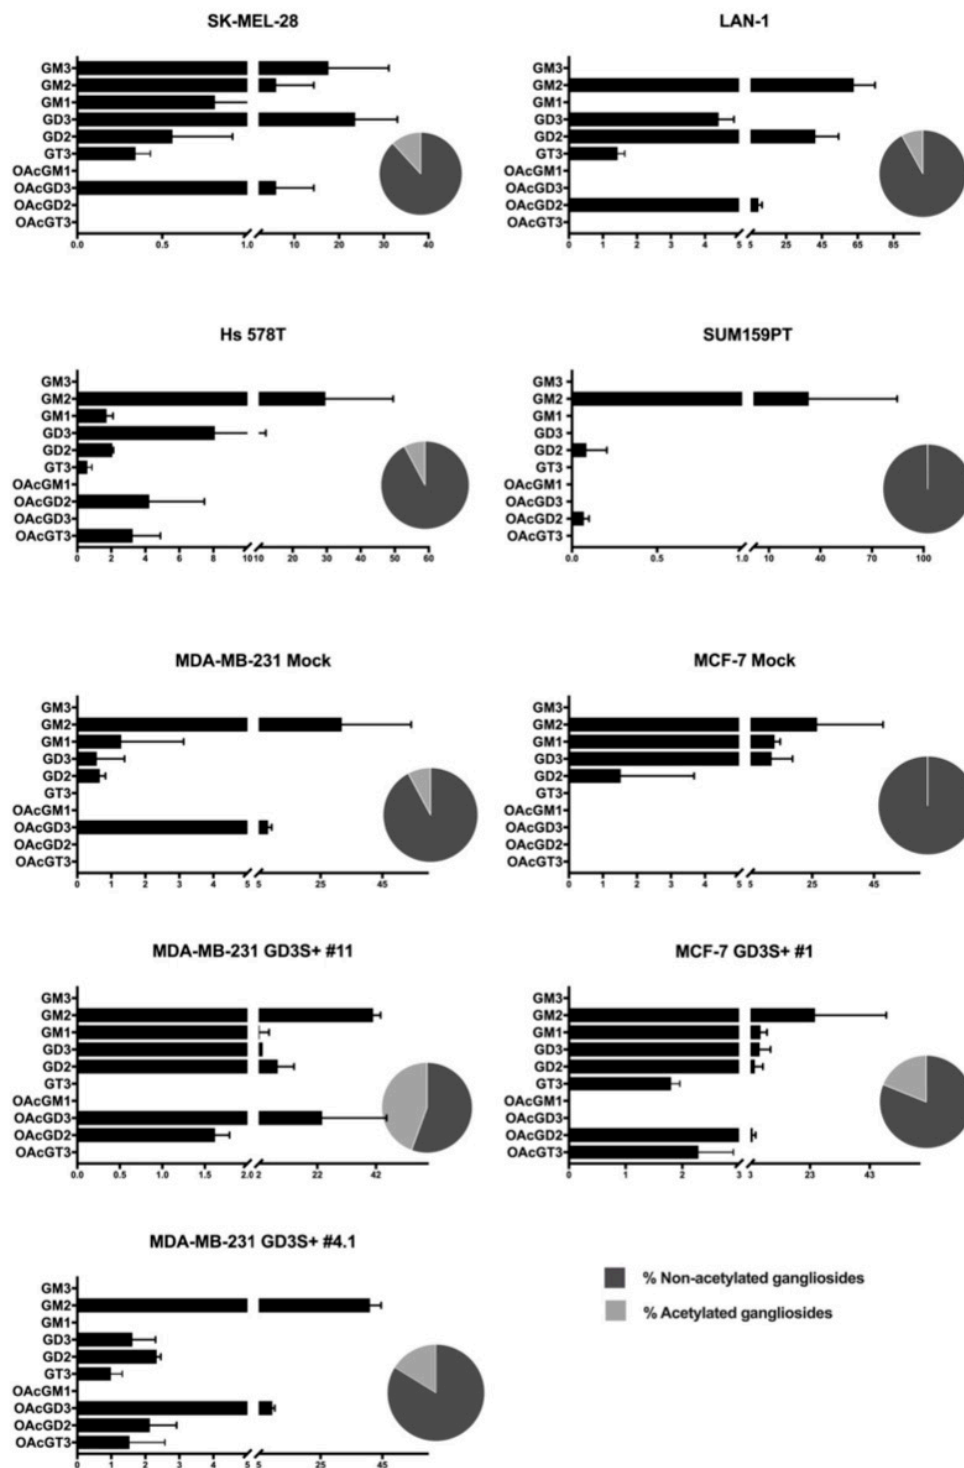 SK-MEL-28
GM3
GM2
GM1
GD3
GD2
GT3
OAcGM1
OAcGD3
OAcGD2
OAcGT3
0.0 0.5 1.0 10 20 30 40
LAN-1
GM3
GM2
GM1
GD3
GD2
GT3
OAcGM1
OAcGD3
OAcGD2
OAcGT3
0 1 2 3 4 5 5 25 45 65 85
Hs 578T
GM3
GM2
GM1
GD3
GD2
GT3
OAcGM1
OAcGD2
OAcGD3
OAcGT3
0 2 4 6 8 10 10 20 30 40 50 60
SUM159PT
GM3
GM2
GM1
GD3
GD2
GT3
OAcGM1
OAcGD3
OAcGD2
OAcGT3
0.0 0.5 1.0 10 40 70 100
MDA-MB-231 Mock
GM3
GM2
GM1
GD3
GD2
GT3
OAcGM1
OAcGD3
OAcGD2
OAcGT3
0 1 2 3 4 5 5 25 45
MCF-7 Mock
GM3
GM2
GM1
GD3
GD2
GT3
OAcGM1
OAcGD3
OAcGD2
OAcGT3
0 1 2 3 4 5 5 25 45
MDA-MB-231 GD3S+ #11
GM3
GM2
GM1
GD3
GD2
GT3
OAcGM1
OAcGD3
OAcGD2
OAcGT3
0.0 0.5 1.0 1.5 2.0 2 22 42
MCF-7 GD3S+ #1
GM3
GM2
GM1
GD3
GD2
GT3
OAcGM1
OAcGD3
OAcGD2
OAcGT3
0 1 2 3 3 23 43
MDA-MB-231 GD3S+ #4.1
GM3
GM2
GM1
GD3
GD2
GT3
OAcGM1
OAcGD3
OAcGD2
OAcGT3
0 1 2 3 4 5 5 25 45
% Non-acetylated gangliosides
% Acetylated gangliosides